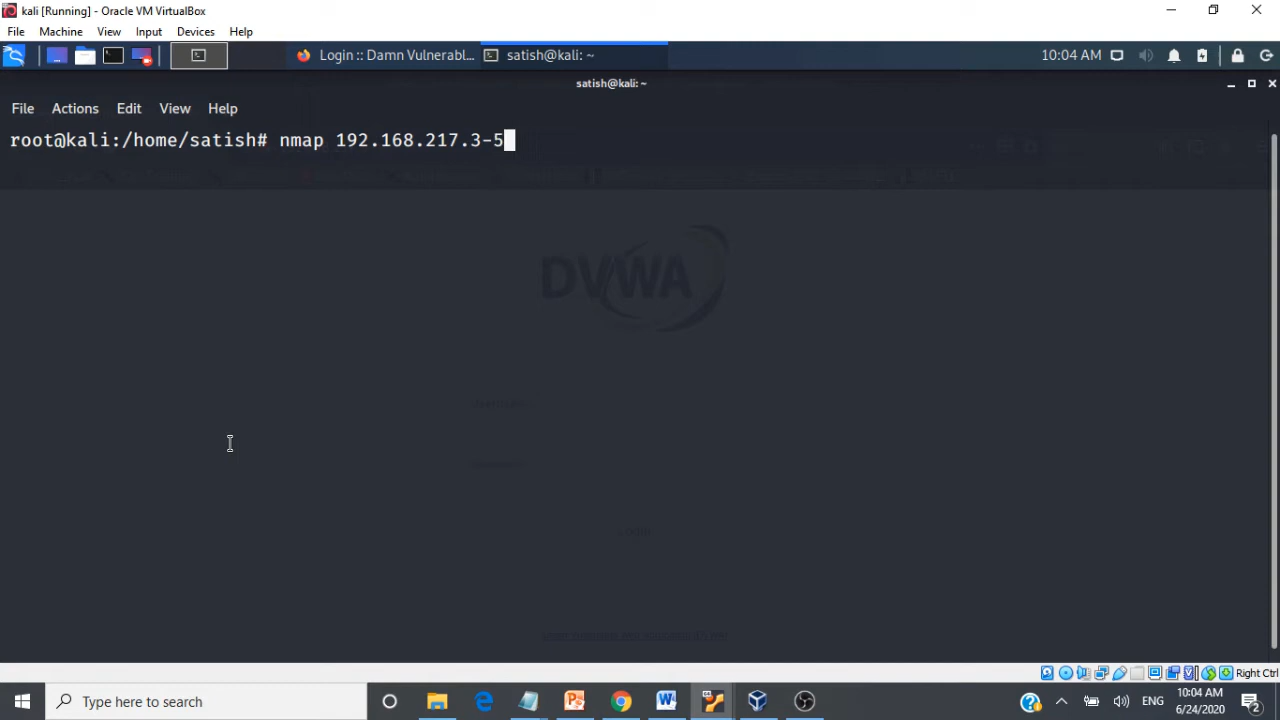 kali [Running] - Oracle VM VirtualBox
File Machine View Input Devices Help
Login :: Damn Vulnerabl... satish@kali: ~ 10:04 AM
satish@kali: ~
File Actions Edit View Help
root@kali:/home/satish# nmap 192.168.217.3-5
DVWA
Login
Right Ctrl
Type here to search
ENG
10:04 AM
6/24/2020
2